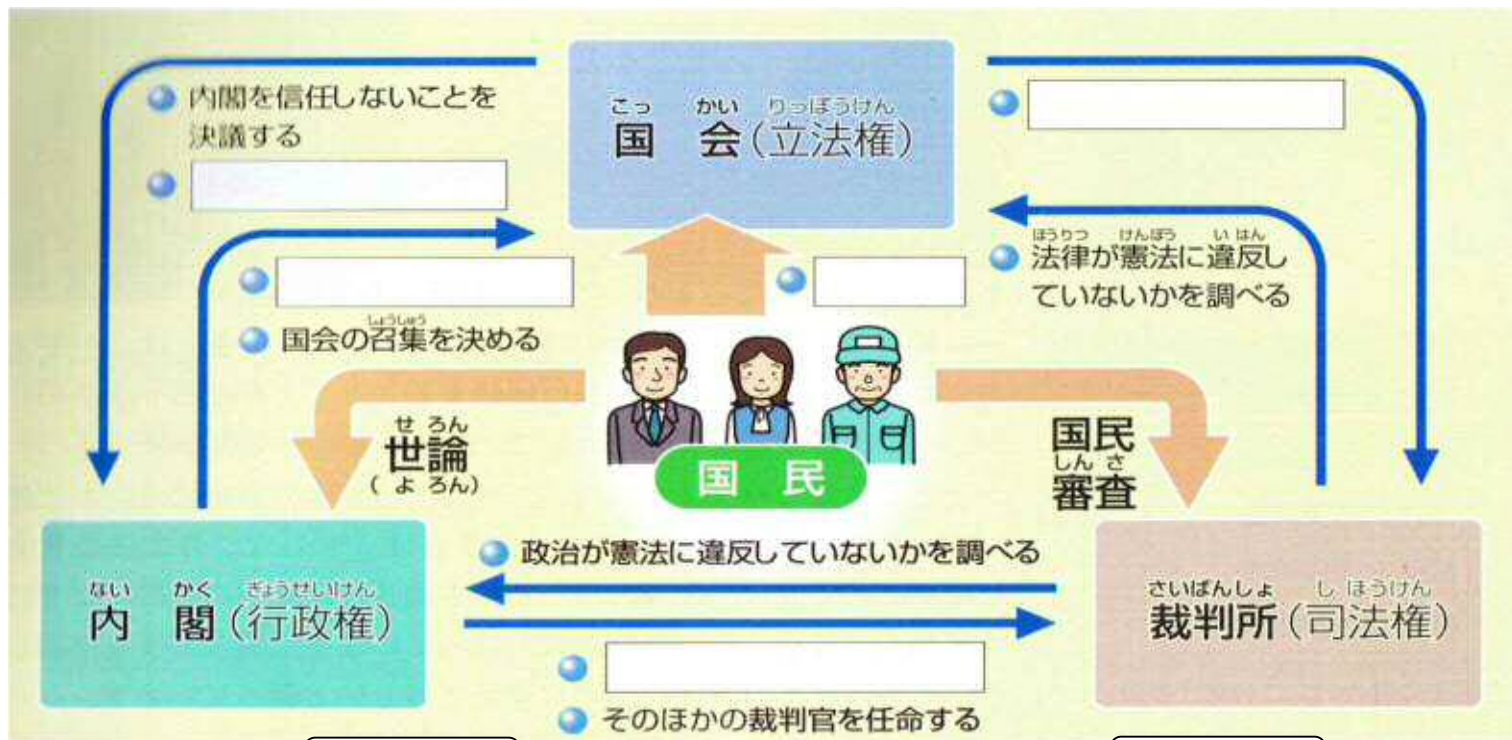 内閣を信任しないことを
決議する
こっ かい りっぽうけん
国 会(立法権)
ほうりつ けんぽう い はん
法律が憲法に違反し
ていないかを調べる
しょうしゅう
国会の召集を決める
せ ろん
世論
(よ ろん)
国 民
国民
しん さ
審査
政治が憲法に違反していないかを調べる
ない かく ぎょうせいけん
内 閣(行政権)
さいばんしょ し ほうけん
裁判所(司法権)
そのほかの裁判官を任命する